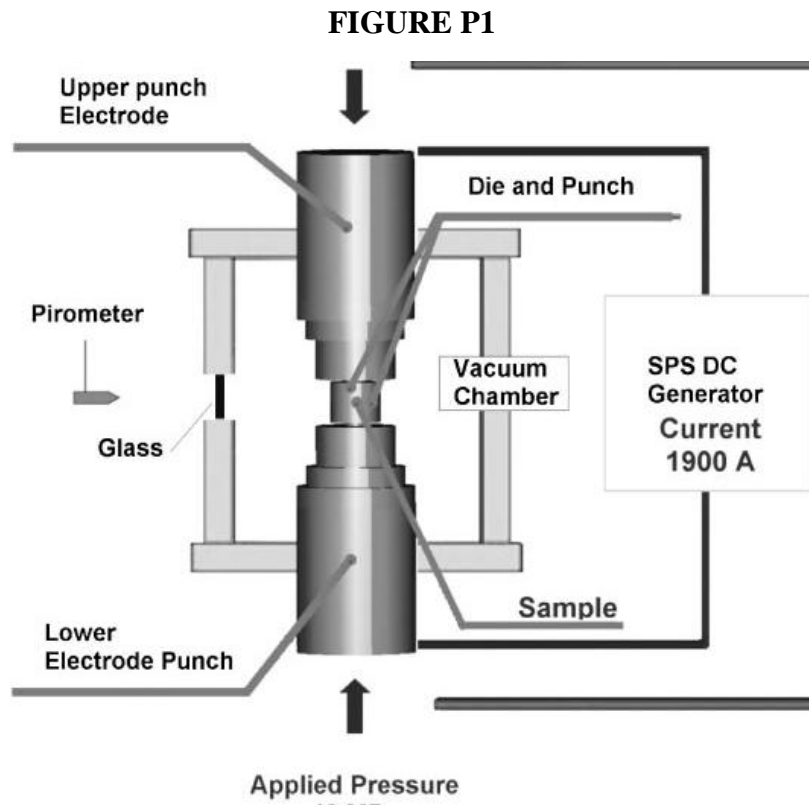 FIGURE P1
Upper punch
Electrode
Die and Punch
Pirometer
Vacuum
Chamber
SPS DC
Generator
Current
1900 A
Glass
Sample
Lower
Electrode Punch
Applied Pressure